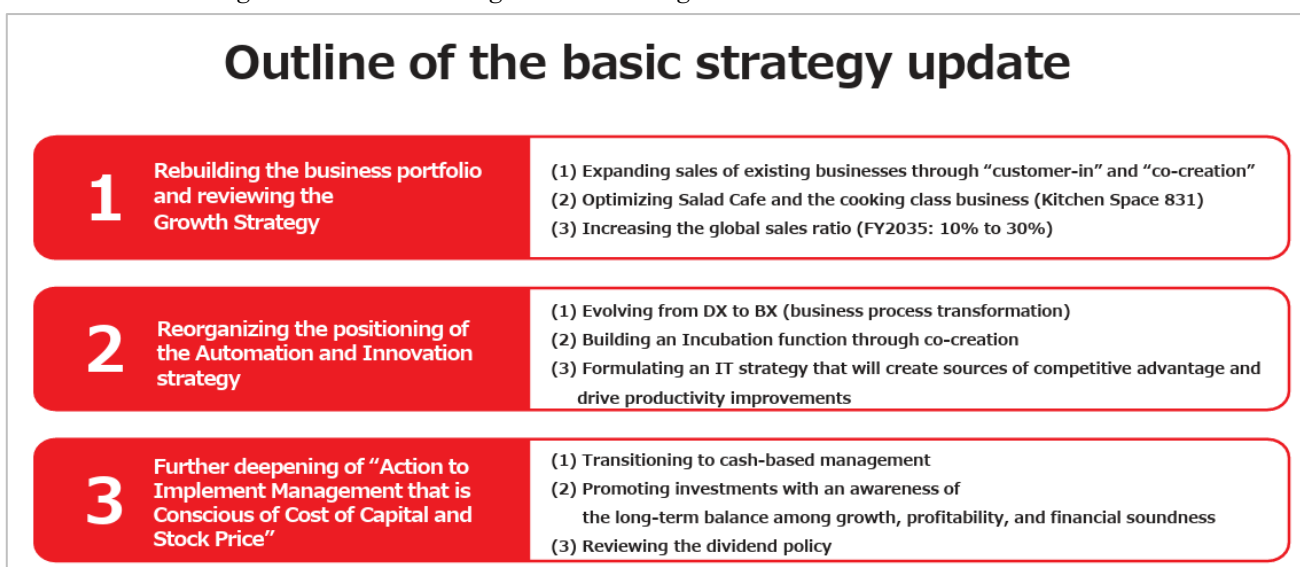 Outline of the basic strategy update
1
Rebuilding the business portfolio
and reviewing the
Growth Strategy
(1) Expanding sales of existing businesses through “customer-in” and “co-creation”
(2) Optimizing Salad Cafe and the cooking class business (Kitchen Space 831)
(3) Increasing the global sales ratio (FY2035: 10% to 30%)
2
Reorganizing the positioning of
the Automation and Innovation
strategy
(1) Evolving from DX to BX (business process transformation)
(2) Building an Incubation function through co-creation
(3) Formulating an IT strategy that will create sources of competitive advantage and
drive productivity improvements
3
Further deepening of “Action to
Implement Management that is
Conscious of Cost of Capital and
Stock Price”
(1) Transitioning to cash-based management
(2) Promoting investments with an awareness of
the long-term balance among growth, profitability, and financial soundness
(3) Reviewing the dividend policy